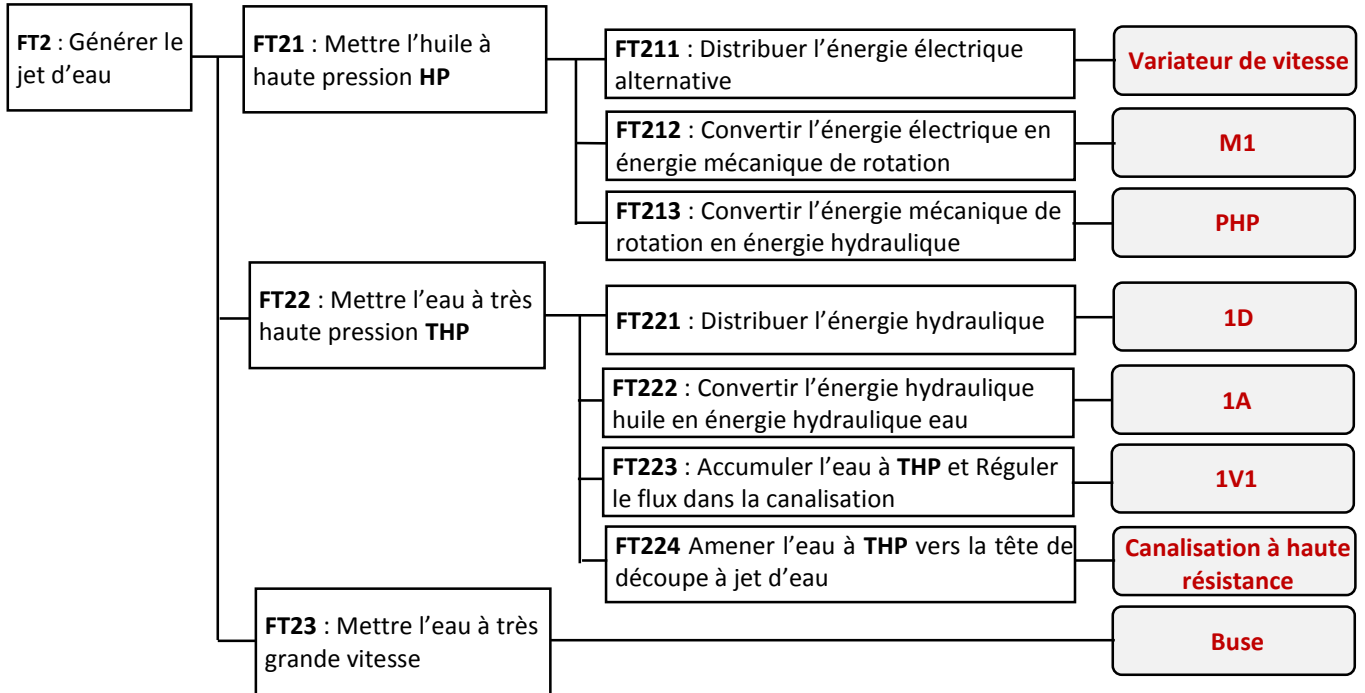 FT2 : Générer le
jet d'eau
FT21 : Mettre l'huile à
haute pression HP
FT211 : Distribuer l'énergie électrique
alternative
Variateur de vitesse
FT212 : Convertir l'énergie électrique en
énergie mécanique de rotation
M1
FT213 : Convertir l'énergie mécanique de
rotation en énergie hydraulique
PHP
FT22 : Mettre l'eau à très
haute pression THP
FT221 : Distribuer l'énergie hydraulique
1D
FT222 : Convertir l'énergie hydraulique
huile en énergie hydraulique eau
1A
FT223 : Accumuler l'eau à THP et Réguler
le flux dans la canalisation
1V1
FT224 Amener l'eau à THP vers la tête de
découpe à jet d'eau
Canalisation à haute
résistance
FT23 : Mettre l'eau à très
grande vitesse
Buse